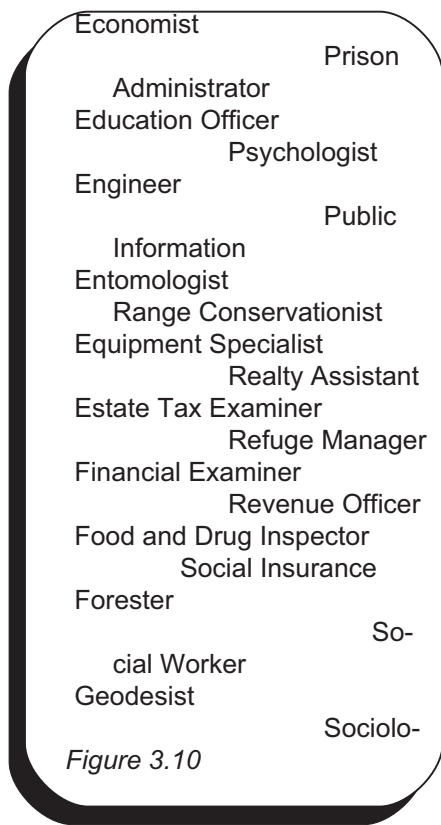 Economist
Prison
Administrator
Education Officer
Psychologist
Engineer
Public
Information
Entomologist
Range Conservationist
Equipment Specialist
Realty Assistant
Estate Tax Examiner
Refuge Manager
Financial Examiner
Revenue Officer
Food and Drug Inspector
Social Insurance
Forester
So-
cial Worker
Geodesist
Sociolo-
Figure 3.10